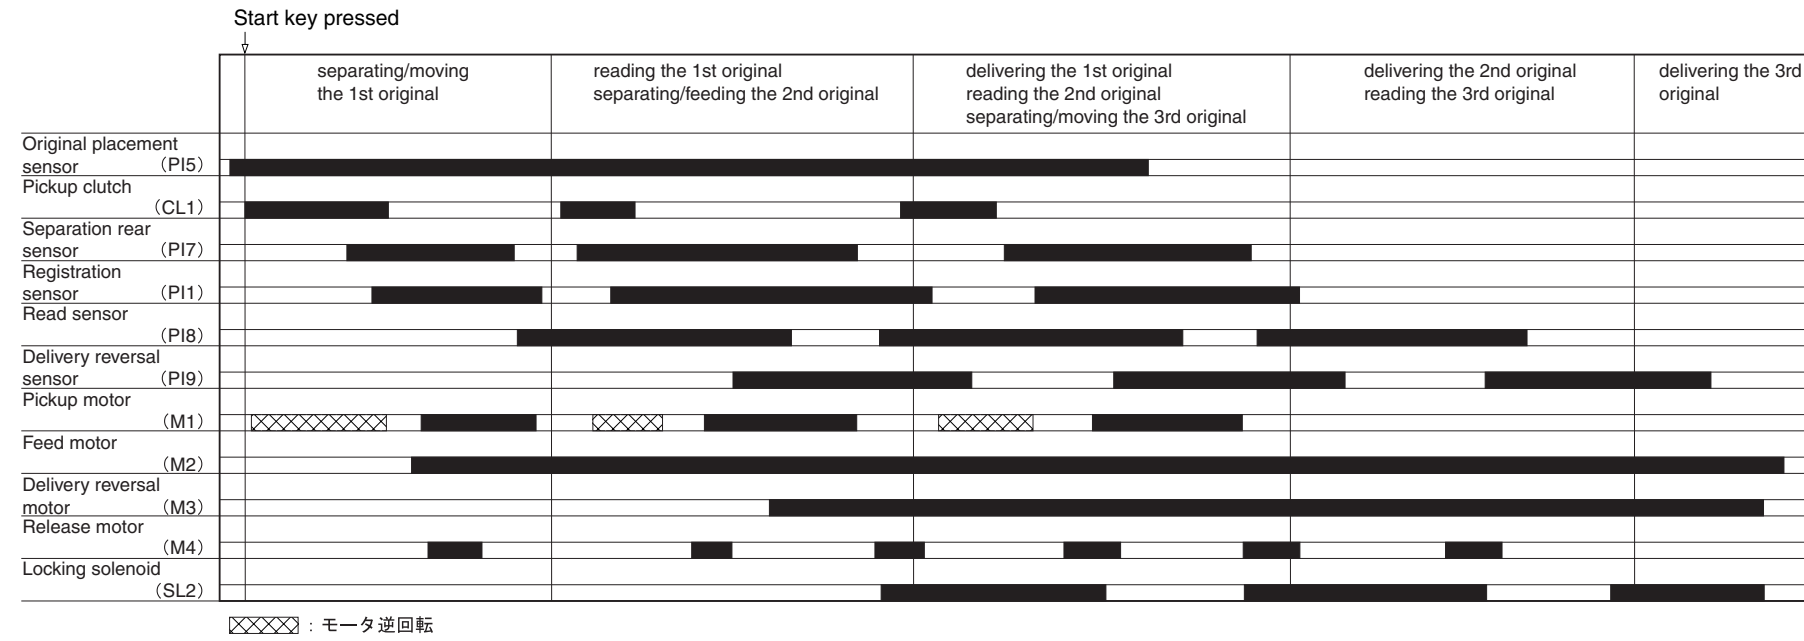 Start key pressed
separating/moving
the 1st original
reading the 1st original
separating/feeding the 2nd original
delivering the 1st original
reading the 2nd original
separating/moving the 3rd original
delivering the 2nd original
reading the 3rd original
delivering the 3rd
original
Original placement
sensor (PI5)
Pickup clutch
(CL1)
Separation rear
sensor (PI7)
Registration
sensor (PI1)
Read sensor
(PI8)
Delivery reversal
sensor (PI9)
Pickup motor
(M1)
Feed motor
(M2)
Delivery reversal
motor (M3)
Release motor
(M4)
Locking solenoid
(SL2)
：モータ逆回転